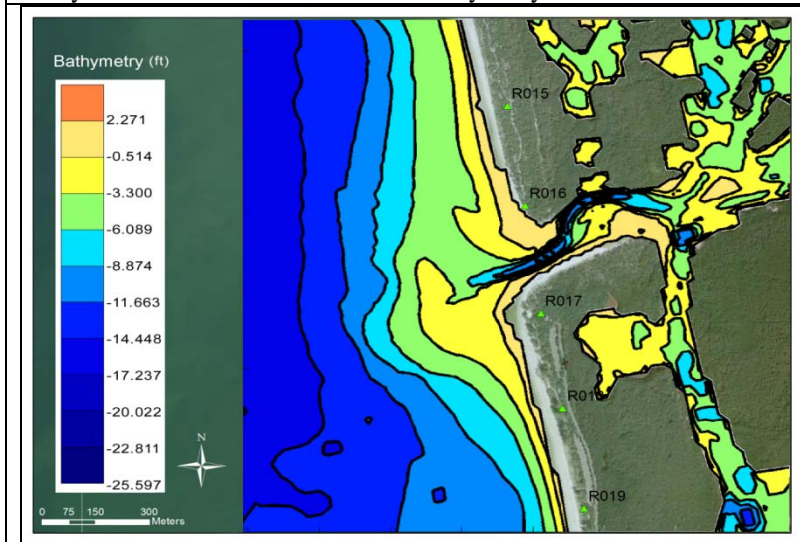 Bathymetry (ft)
2.271
-0.514
-3.300
-6.089
-8.874
-11.663
-14.448
-17.237
-20.022
-22.811
-25.597
N
0 75 150 300
Meters
R015
R016
R017
R019